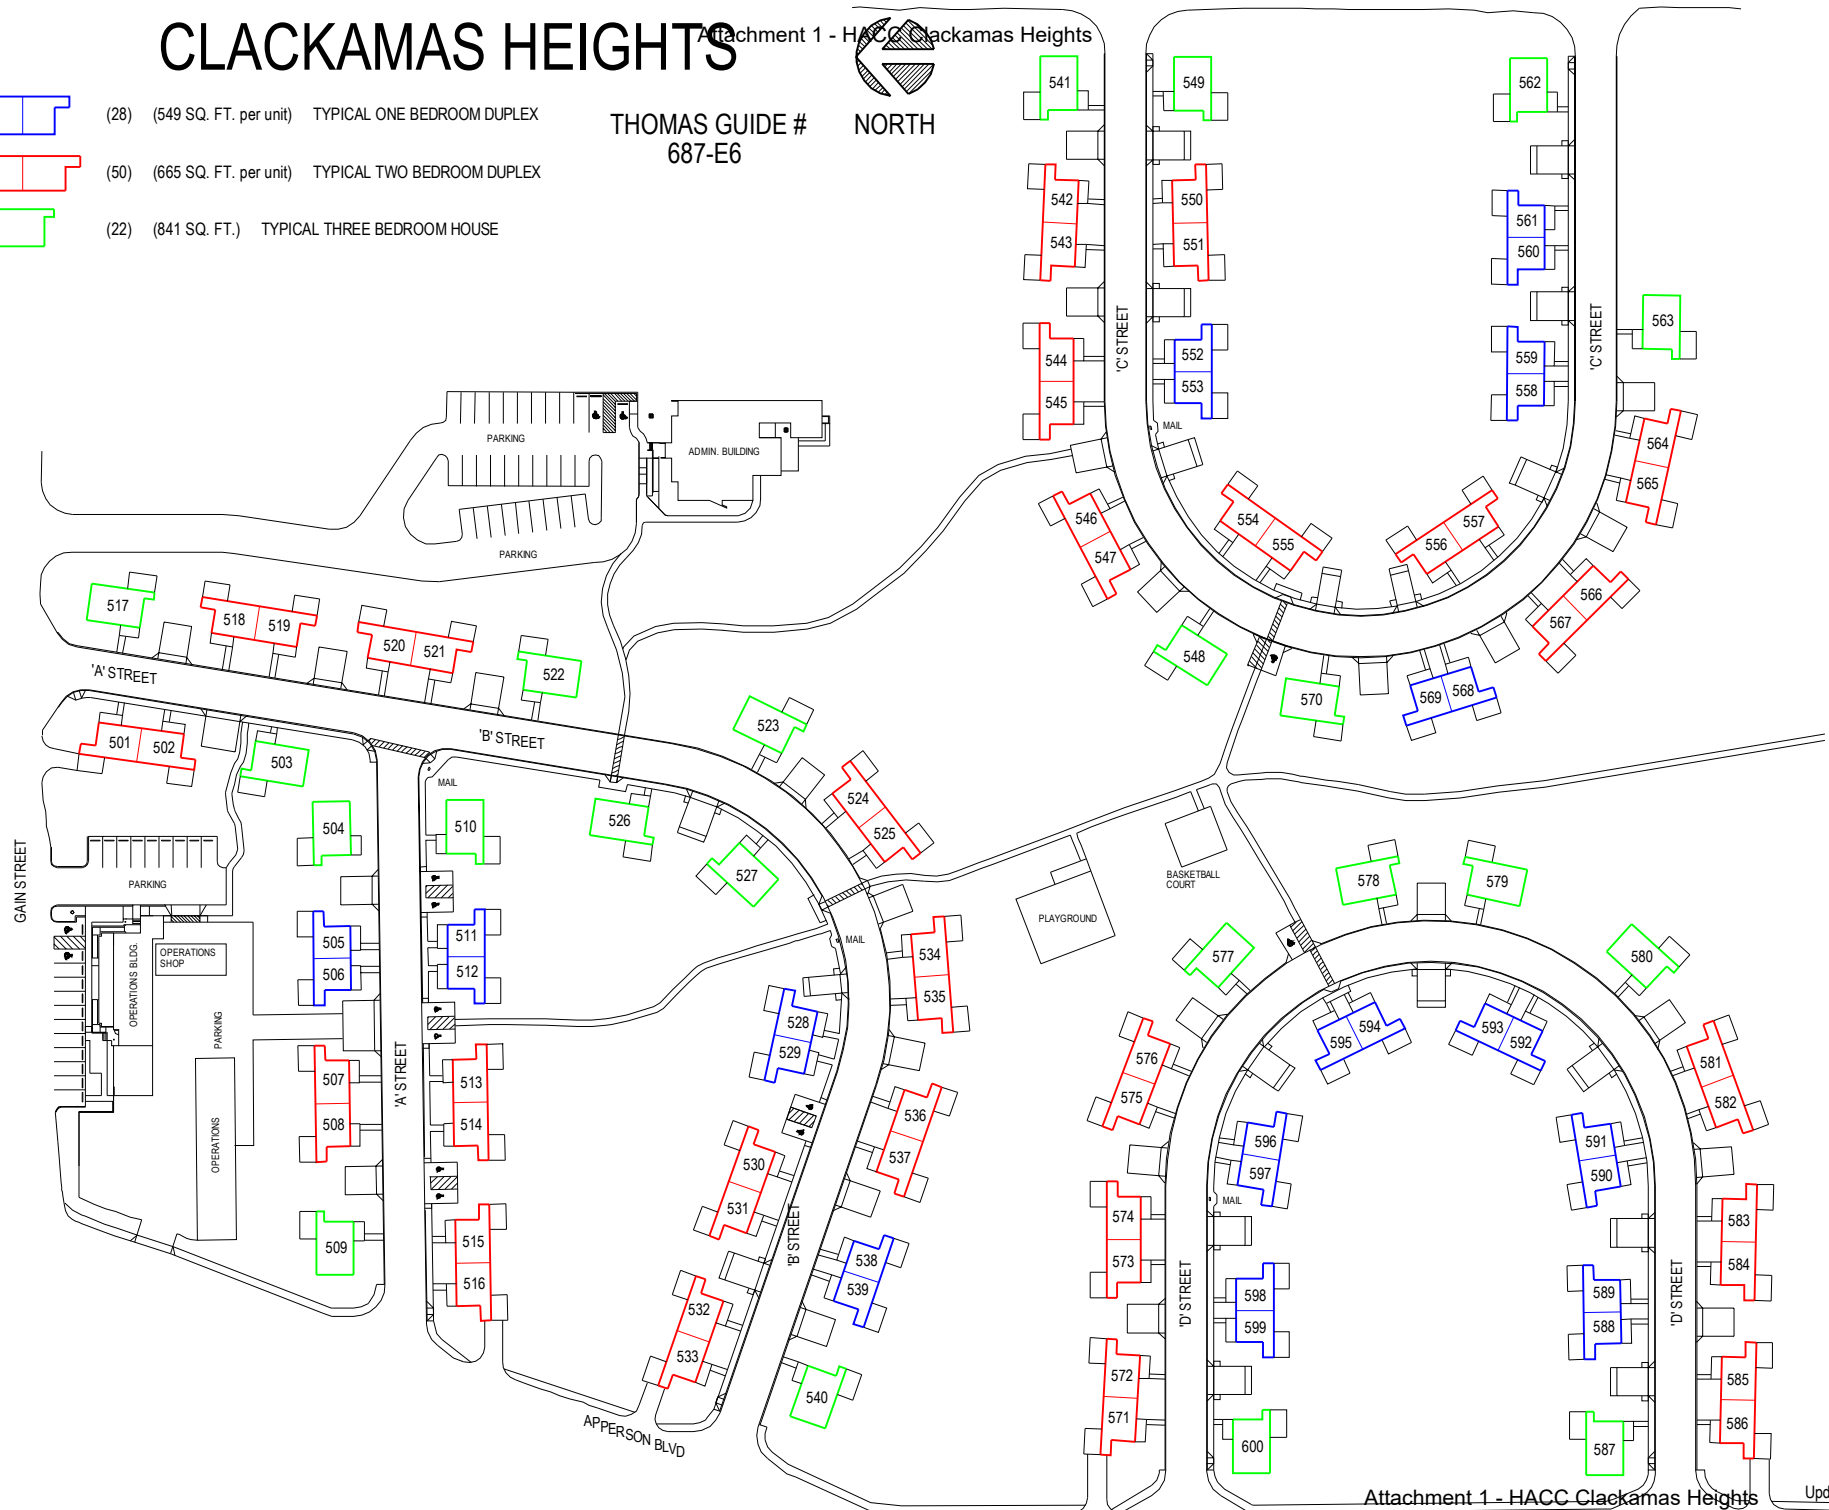 CLACKAMAS HEIGHTS
Attachment 1 - HACC Clackamas Heights
THOMAS GUIDE #
687-E6
NORTH
(28) (549 SQ. FT. per unit) TYPICAL ONE BEDROOM DUPLEX
(50) (665 SQ. FT. per unit) TYPICAL TWO BEDROOM DUPLEX
(22) (841 SQ. FT.) TYPICAL THREE BEDROOM HOUSE
541
549
562
542
543
550
551
561
560
'C' STREET
'C' STREET
563
544
545
552
553
559
558
MAIL
564
565
PARKING
ADMIN. BUILDING
PARKING
546
547
554
555
556
557
566
567
548
570
569
568
517
518
519
520
521
522
'A' STREET
'B' STREET
523
501
502
503
MAIL
524
525
504
510
526
527
GAIN STREET
PARKING
BASKETBALL
COURT
PLAYGROUND
578
579
505
506
511
512
OPERATIONS
SHOP
OPERATIONS BLDG.
PARKING
OPERATIONS
MAIL
534
535
528
529
577
580
595
594
593
592
576
575
581
582
507
508
513
514
'A' STREET
536
537
530
531
596
597
591
590
MAIL
509
515
516
'B' STREET
538
539
532
533
540
574
573
583
584
'D' STREET
'D' STREET
598
599
589
588
572
571
585
586
600
587
APPERSON BLVD
Attachment 1 - HACC Clackamas Heights
Upd